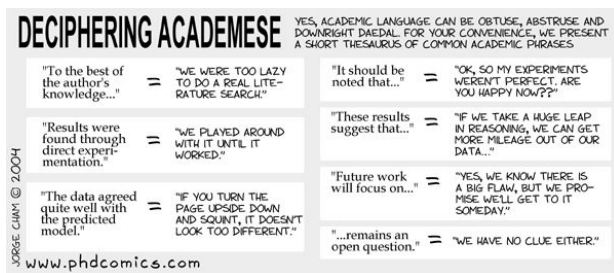 DECIPHERING ACADEMESE
YES, ACADEMIC LANGUAGE CAN BE OBTUSE, ABSTRUSE AND
DOWNRIGHT DAEDAL. FOR YOUR CONVENIENCE, WE PRESENT
A SHORT THESAURUS OF COMMON ACADEMIC PHRASES
"To the best of
the author's
knowledge..."
=
"WE WERE TOO LAZY
TO DO A REAL LITE-
RATURE SEARCH."
"Results were
found through
direct experi-
mentation."
=
"WE PLAYED AROUND
WITH IT UNTIL IT
WORKED."
"The data agreed
quite well with
the predicted
model."
=
"IF YOU TURN THE
PAGE UPSIDE DOWN
AND SQUINT, IT DOESN'T
LOOK TOO DIFFERENT."
"It should be
noted that..."
=
"OK, SO MY EXPERIMENTS
WEREN'T PERFECT. ARE
YOU HAPPY NOW??"
"These results
suggest that..."
=
"IF WE TAKE A HUGE LEAP
IN REASONING, WE CAN GET
MORE MILEAGE OUT OF OUR
DATA..."
"Future work
will focus on..."
=
"YES, WE KNOW THERE IS
A BIG FLAW, BUT WE PRO-
MISE WE'LL GET TO IT
SOMEDAY."
"...remains an
open question."
=
"WE HAVE NO CLUE EITHER."
JORGE CHAM © 2004
www.phdcomics.com